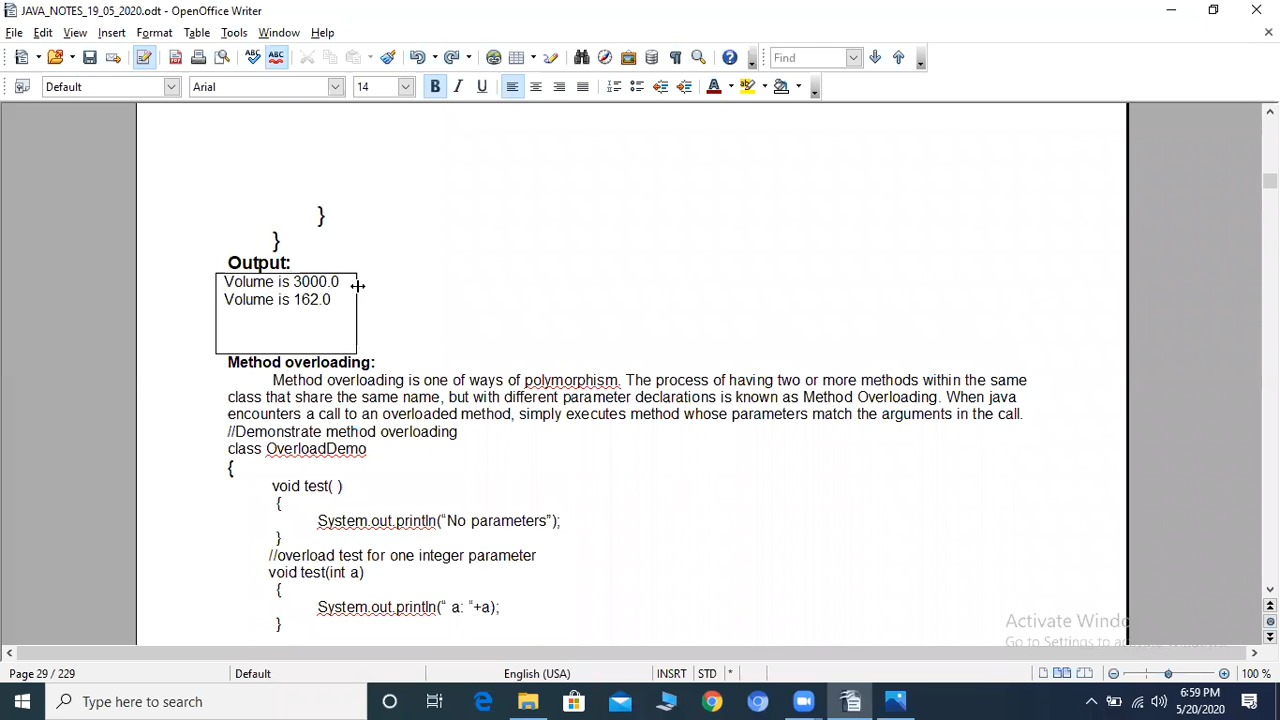 JAVA_NOTES_19_05_2020.odt - OpenOffice Writer
File Edit View Insert Format Table Tools Window Help
Find
Default Arial 14
}
}
Output:
Volume is 3000.0
Volume is 162.0
Method overloading:
Method overloading is one of ways of polymorphism. The process of having two or more methods within the same
class that share the same name, but with different parameter declarations is known as Method Overloading. When java
encounters a call to an overloaded method, simply executes method whose parameters match the arguments in the call.
//Demonstrate method overloading
class OverloadDemo
{
void test( )
{
System.out.println(“No parameters”);
}
//overload test for one integer parameter
void test(int a)
{
System.out.println(“ a: “+a);
}
Activate Windo
Go to Settings to
Page 29 / 229 Default English (USA) INSRT STD * 100 %
Type here to search
6:59 PM
5/20/2020